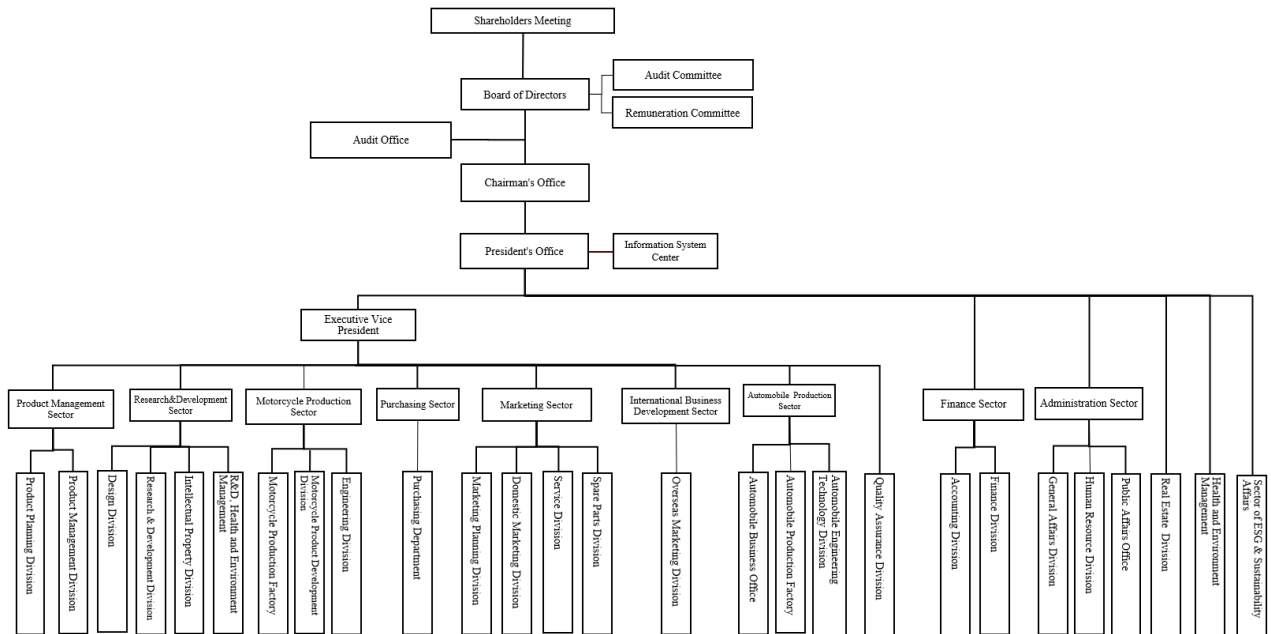 Shareholders Meeting
Board of Directors
Audit Committee
Remuneration Committee
Audit Office
Chairman's Office
President's Office
Information System
Center
Executive Vice
President
Product Management
Sector
Research&Development
Sector
Motorcycle Production
Sector
Purchasing Sector
Marketing Sector
International Business
Development Sector
Automobile Production
Sector
Finance Sector
Administration Sector
Product Planning Division
Product Management Division
Design Division
Research & Development Division
Intellectual Property Division
R&D, Health and Environment
Management
Motorcycle Production Factory
Motorcycle Product Development
Division
Engineering Division
Purchasing Department
Marketing Planning Division
Domestic Marketing Division
Service Division
Spare Parts Division
Overseas Marketing Division
Automobile Business Office
Automobile Production Factory
Automobile Engineering
Technology Division
Quality Assurance Division
Accounting Division
Finance Division
General Affairs Division
Human Resource Division
Public Affairs Office
Real Estate Division
Health and Environment
Management
Sector of ESG & Sustainability
Affairs